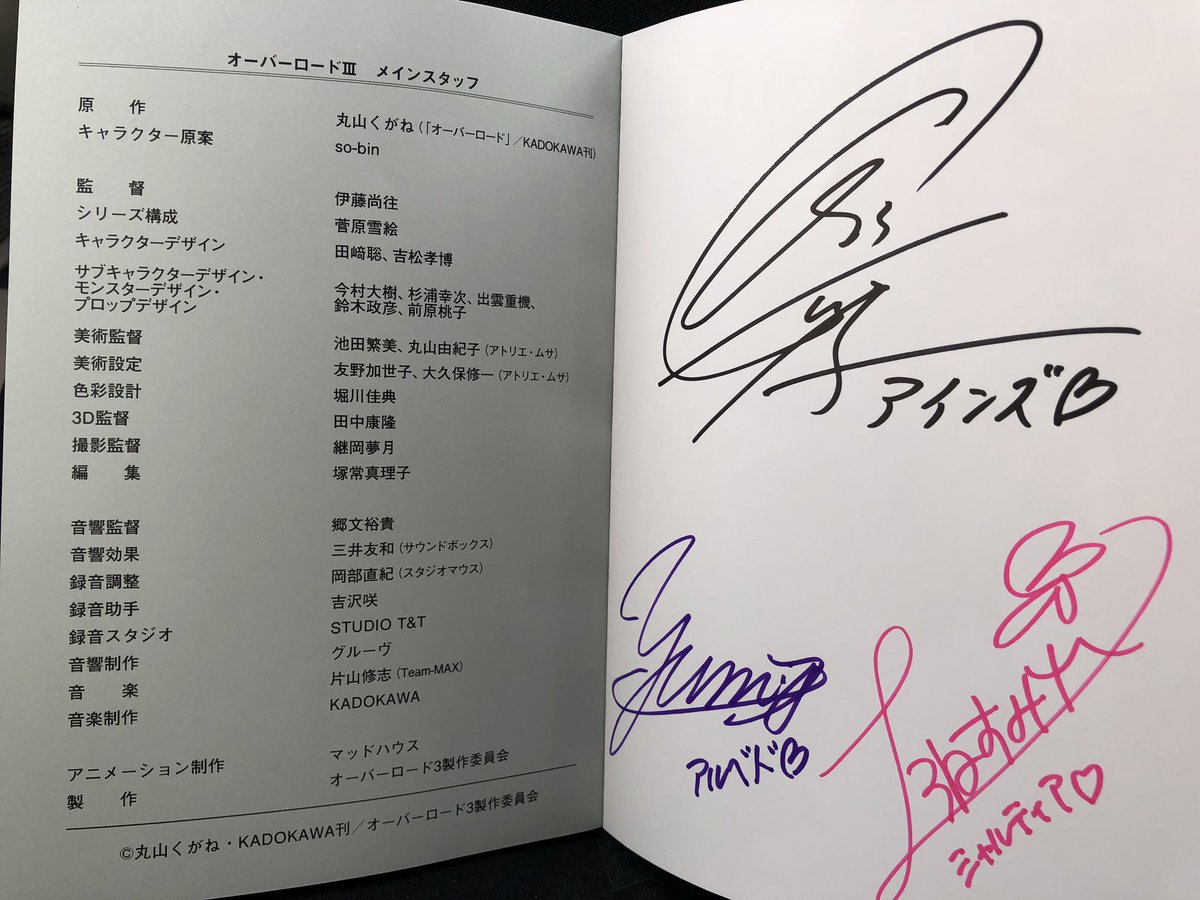 オーバーロードⅢ　メインスタッフ
原　作　丸山くがね(「オーバーロード」/KADOKAWA刊)
キャラクター原案　so-bin
監　督　伊藤尚往
シリーズ構成　菅原雪絵
キャラクターデザイン　田﨑聡、吉松孝博
サブキャラクターデザイン・
モンスターデザイン・　今村大樹、杉浦幸次、出雲重機、
プロップデザイン　鈴木政彦、前原桃子
美術監督　池田繁美、丸山由紀子(アトリエ・ムサ)
美術設定　友野加世子、大久保修一(アトリエ・ムサ)
色彩設計　堀川佳典
3D監督　田中康隆
撮影監督　継岡夢月
編　集　塚常真理子
音響監督　郷文裕貴
音響効果　三井友和(サウンドボックス)
録音調整　岡部直紀(スタジオマウス)
録音助手　吉沢咲
録音スタジオ　STUDIO T&T
音響制作　グルーヴ
音　楽　片山修志(Team-MAX)
音楽制作　KADOKAWA
アニメーション制作　マッドハウス
製　作　オーバーロード3製作委員会
©丸山くがね・KADOKAWA刊/オーバーロード3製作委員会
アインズ
yumi
アルベド
すみれ
シャルティア♡